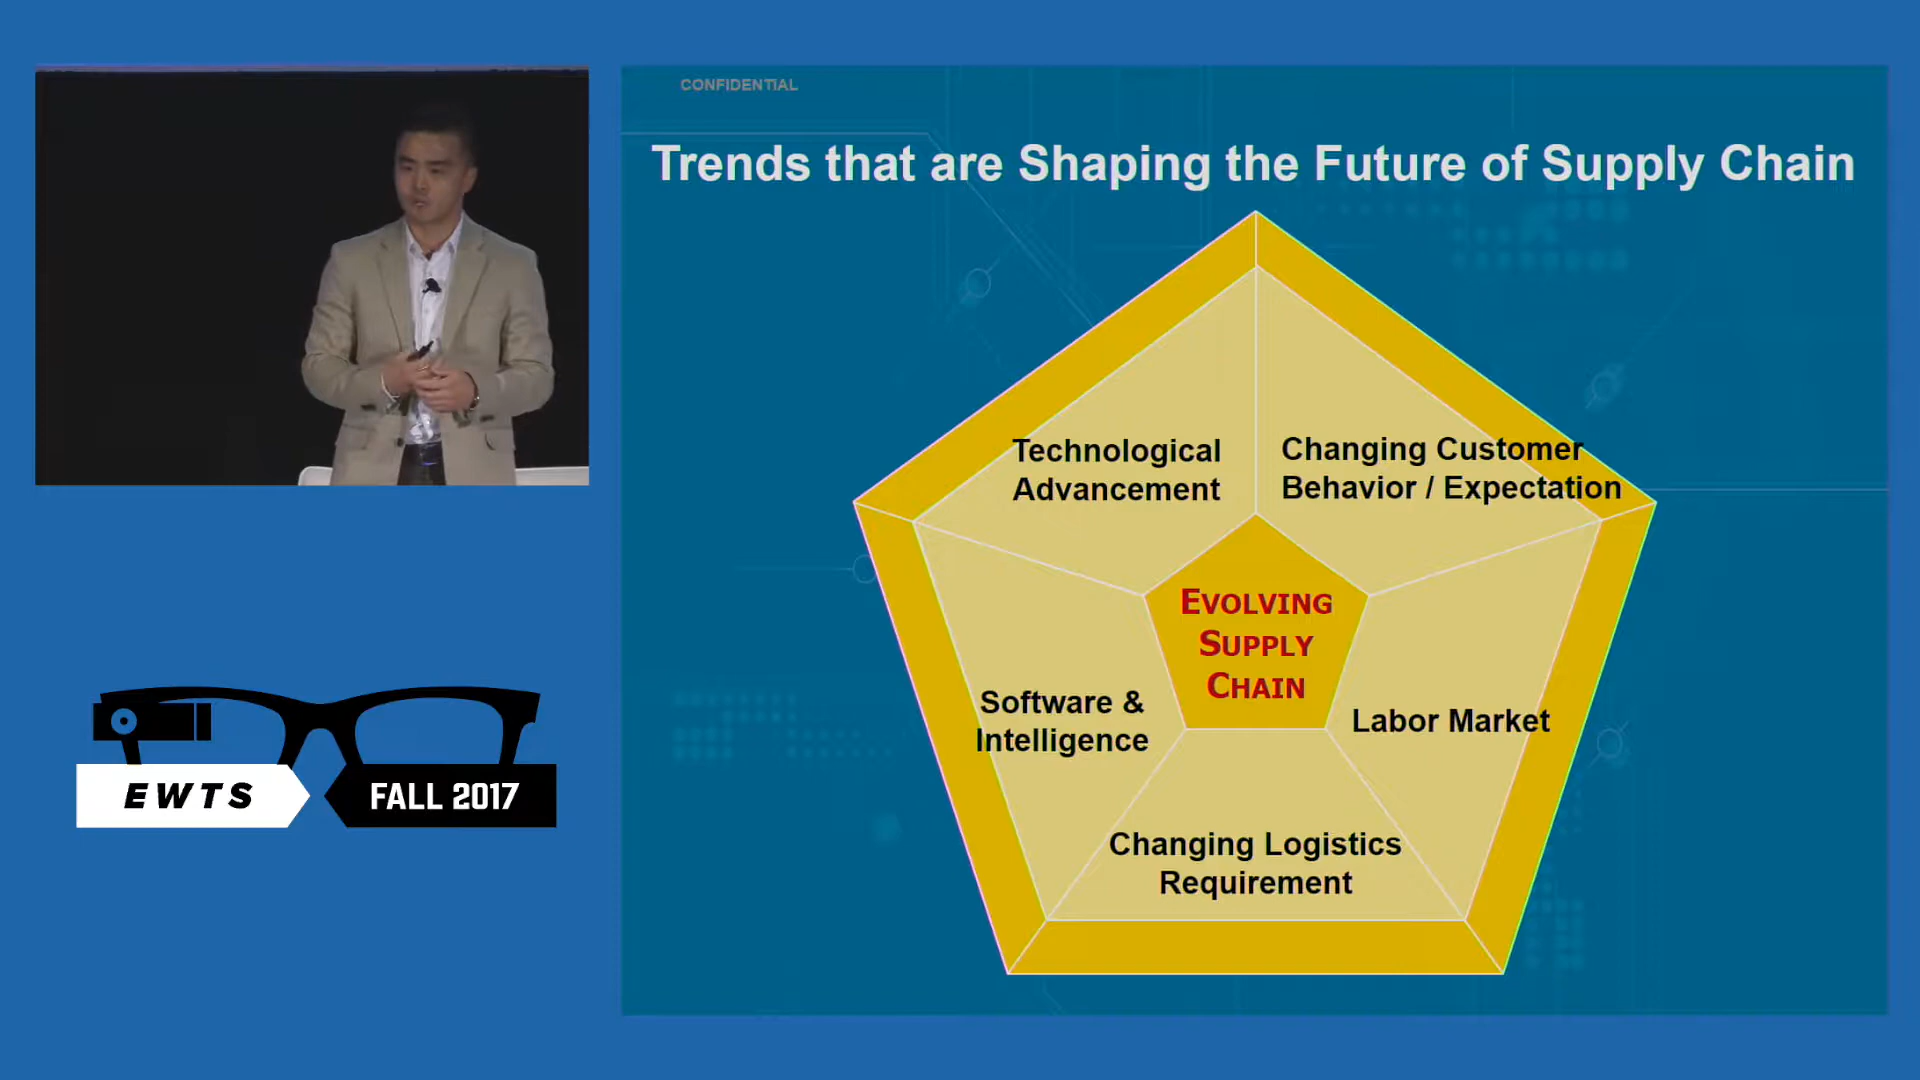 CONFIDENTIAL
Trends that are Shaping the Future of Supply Chain
Technological
Advancement
Changing Customer
Behavior / Expectation
EVOLVING
SUPPLY
CHAIN
Software &
Intelligence
Labor Market
Changing Logistics
Requirement
EWTS
FALL 2017